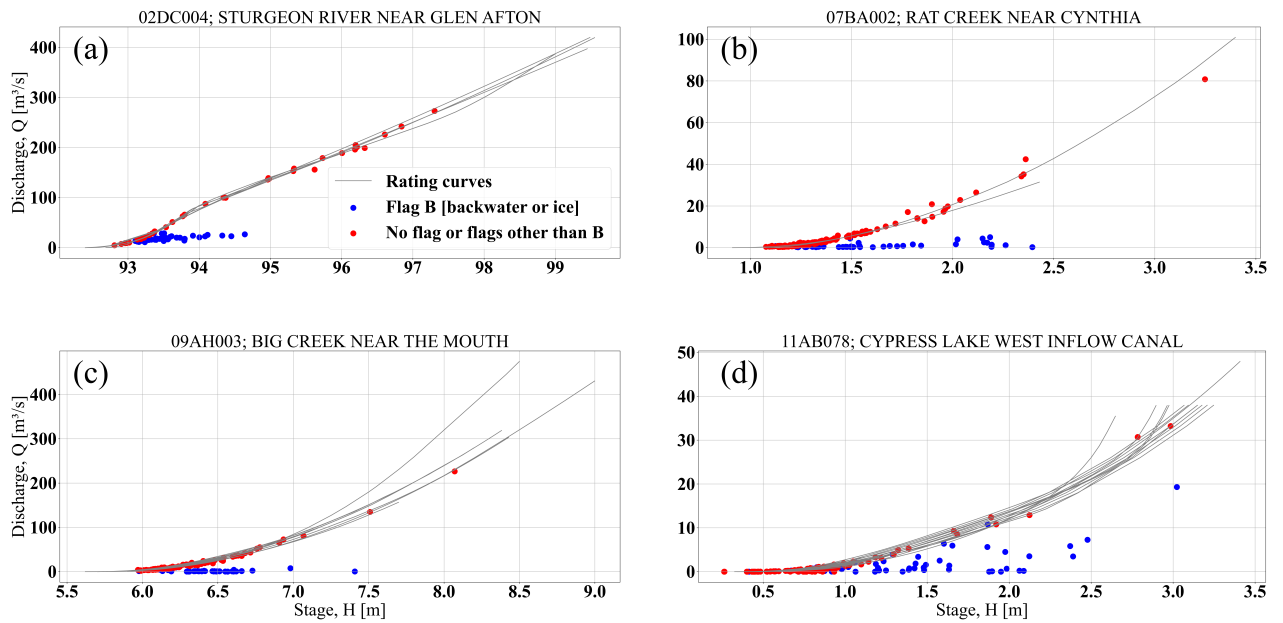 02DC004; STURGEON RIVER NEAR GLEN AFTON
(a)
Discharge, Q [m³/s]
400
300
200
100
0
93 94 95 96 97 98 99
Rating curves
Flag B [backwater or ice]
No flag or flags other than B
07BA002; RAT CREEK NEAR CYNTHIA
(b)
100
80
60
40
20
0
1.0 1.5 2.0 2.5 3.0 3.5
09AH003; BIG CREEK NEAR THE MOUTH
(c)
Discharge, Q [m³/s]
400
300
200
100
0
5.5 6.0 6.5 7.0 7.5 8.0 8.5 9.0
Stage, H [m]
11AB078; CYPRESS LAKE WEST INFLOW CANAL
(d)
50
40
30
20
10
0
0.5 1.0 1.5 2.0 2.5 3.0 3.5
Stage, H [m]